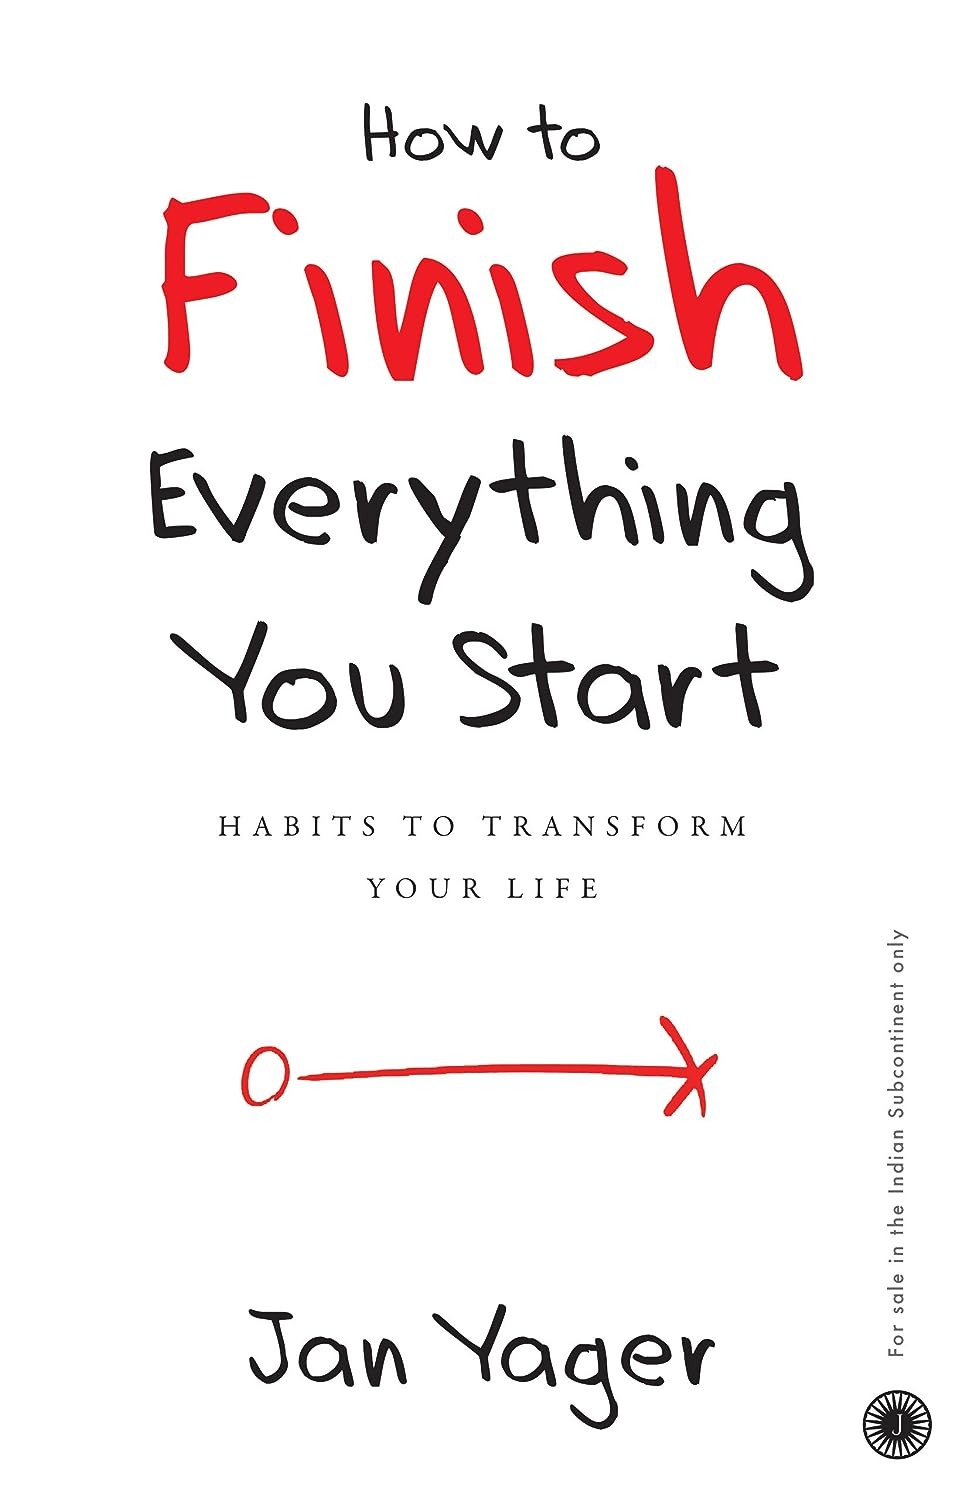 How to
Finish
Everything
You Start
HABITS TO TRANSFORM
YOUR LIFE
For sale in the Indian Subcontinent only
Jan Yager
J